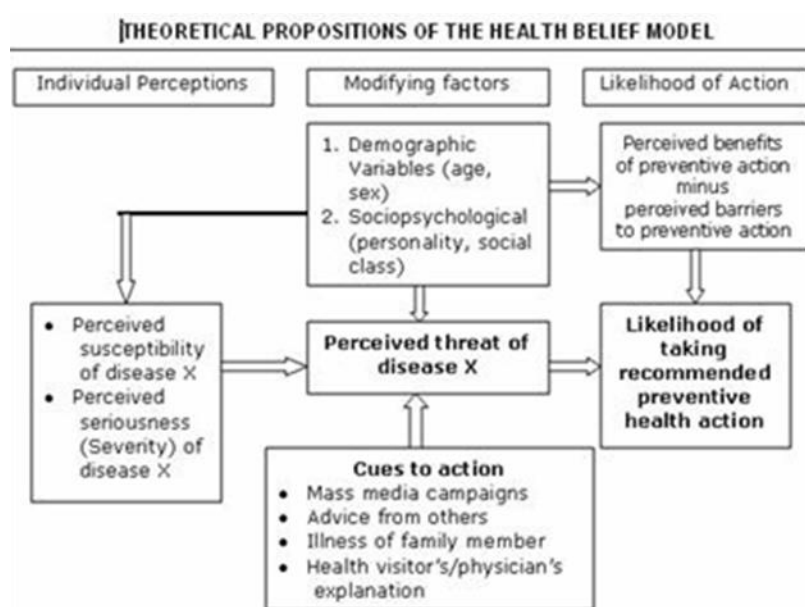 THEORETICAL PROPOSITIONS OF THE HEALTH BELIEF MODEL
Individual Perceptions
Modifying factors
Likelihood of Action
1. Demographic
Variables (age,
sex)
2. Sociopsychological
(personality, social
class)
Perceived benefits
of preventive action
minus
perceived barriers
to preventive action
• Perceived
susceptibility
of disease X
• Perceived
seriousness
(Severity) of
disease X
Perceived threat of
disease X
Likelihood of
taking
recommended
preventive
health action
Cues to action
• Mass media campaigns
• Advice from others
• Illness of family member
• Health visitor's/physician's
explanation